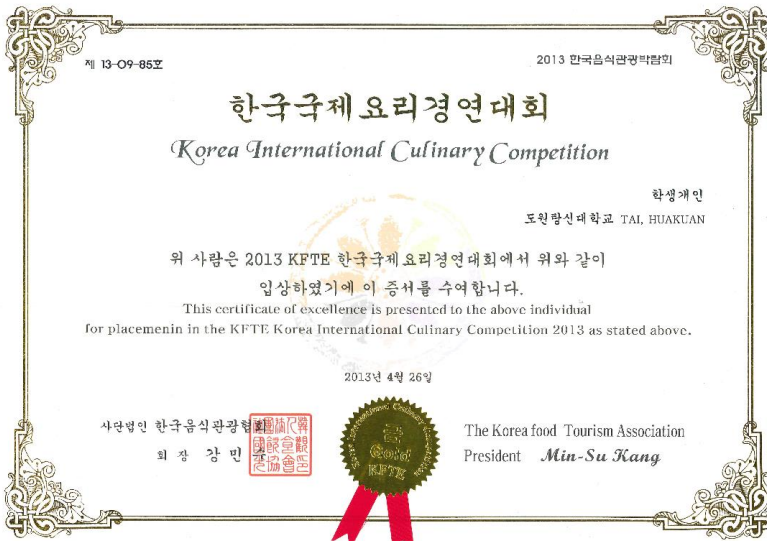 제 13-09-85호
2013 한국음식관광박람회
한국국제요리경연대회
Korea International Culinary Competition
학생개인
도원탐신대학교 TAI, HUAKUAN
위 사람은 2013 KFTE 한국국제요리경연대회에서 위와 같이
입상하였기에 이 증서를 수여합니다.
This certificate of excellence is presented to the above individual
for placemenin in the KFTE Korea International Culinary Competition 2013 as stated above.
2013년 4월 26일
사단법인 한국음식관광협회
회 장 강 민 수
금
Gold
KFTE
The Korea food Tourism Association
President Min-Su Kang